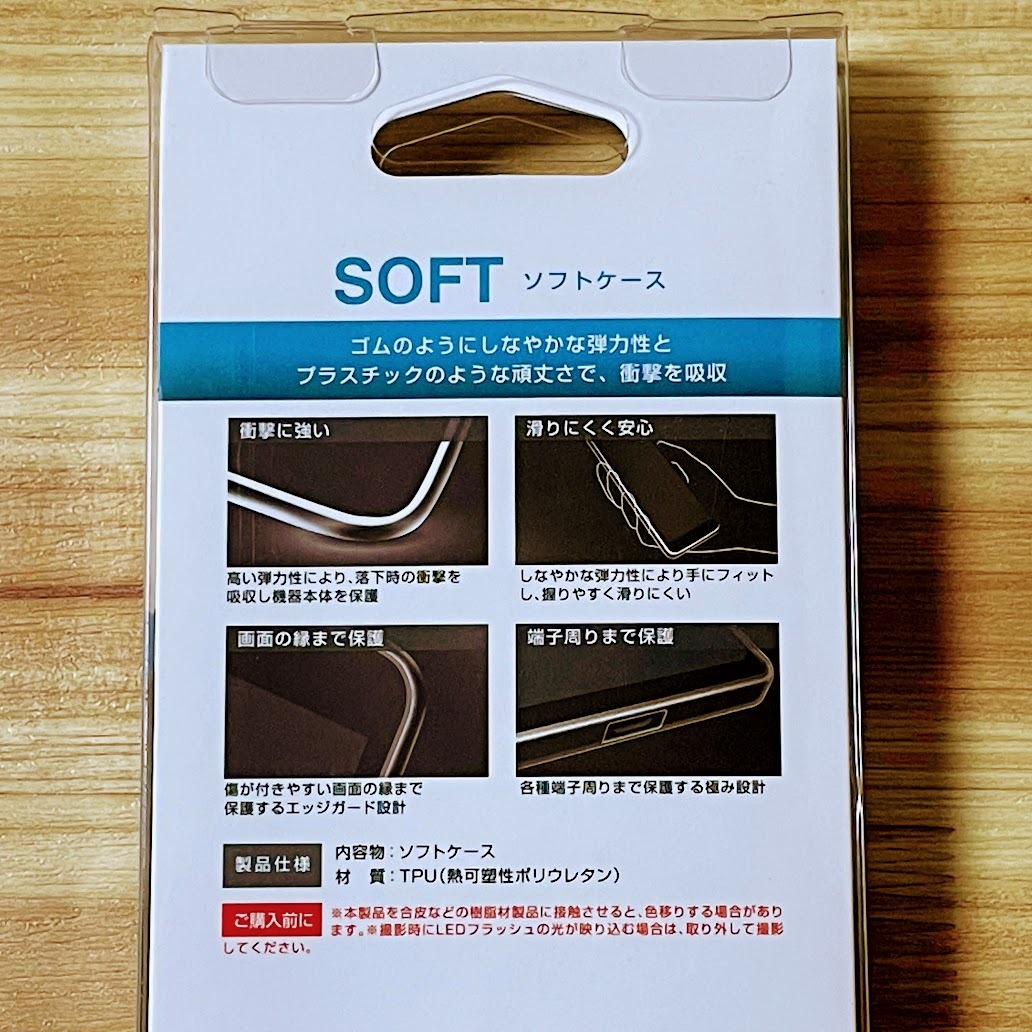 SOFT ソフトケース
ゴムのようにしなやかな弾力性と
プラスチックのような頑丈さで、衝撃を吸収
衝撃に強い
高い弾力性により、落下時の衝撃を
吸収し機器本体を保護
滑りにくく安心
しなやかな弾力性により手にフィット
し、握りやすく滑りにくい
画面の縁まで保護
傷が付きやすい画面の縁まで
保護するエッジガード設計
端子周りまで保護
各種端子周りまで保護する極み設計
製品仕様
内容物：ソフトケース
材　質：TPU（熱可塑性ポリウレタン）
ご購入前に
※本製品を合皮などの樹脂材製品に接触させると、色移りする場合があり
ます。※撮影時にLEDフラッシュの光が映り込む場合は、取り外して撮影
してください。